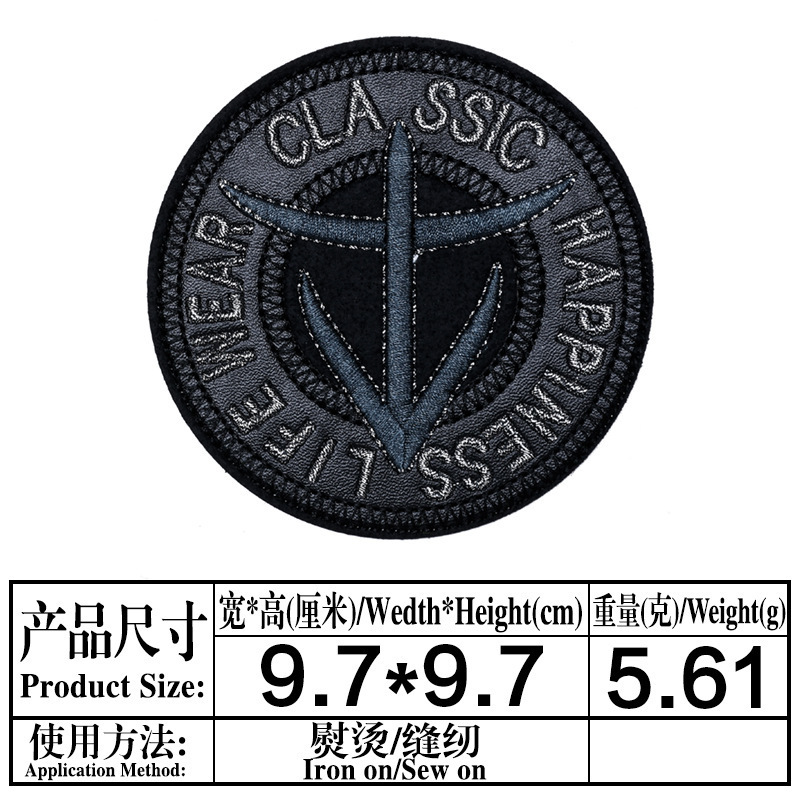 CLA SSIC
HAPPINESS
LIFE WEAR
产品尺寸
Product Size:
宽*高(厘米)/Wedth*Height(cm)
9.7*9.7
重量(克)/Weight(g)
5.61
使用方法:
Application Method:
熨烫/缝纫
Iron on/Sew on